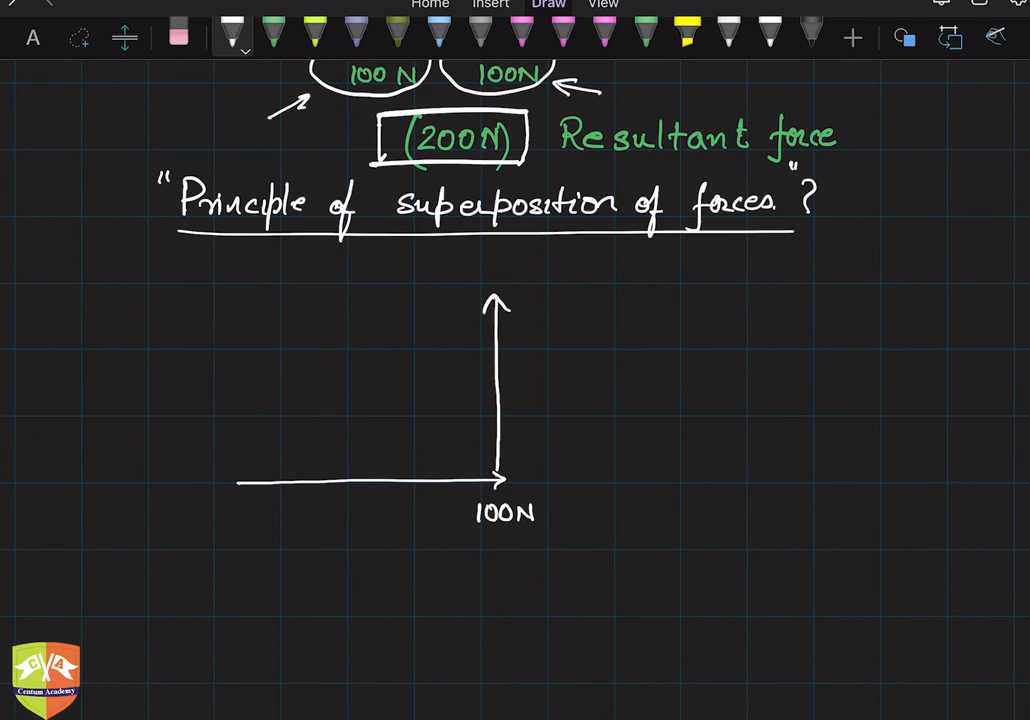 Home Insert Draw View
A
100 N 100N
(200N) Resultant force
"Principle of superposition of forces."?
100N
C A
Centum Academy